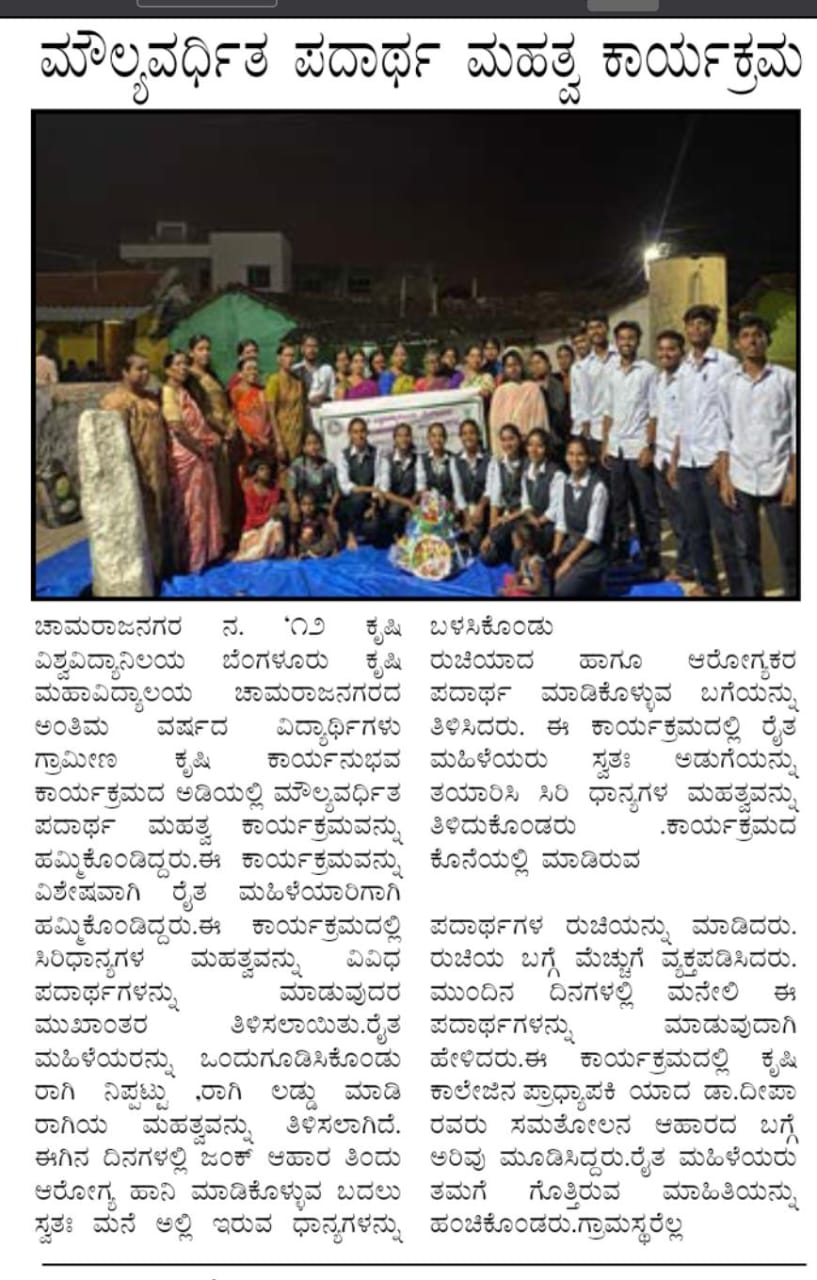 ಮೌಲ್ಯವರ್ಧಿತ ಪದಾರ್ಥ ಮಹತ್ವ ಕಾರ್ಯಕ್ರಮ
ಚಾಮರಾಜನಗರ ನ. '೧೨ ಕೃಷಿ
ವಿಶ್ವವಿದ್ಯಾನಿಲಯ ಬೆಂಗಳೂರು ಕೃಷಿ
ಮಹಾವಿದ್ಯಾಲಯ ಚಾಮರಾಜನಗರದ
ಅಂತಿಮ ವರ್ಷದ ವಿದ್ಯಾರ್ಥಿಗಳು
ಗ್ರಾಮೀಣ ಕೃಷಿ ಕಾರ್ಯನುಭವ
ಕಾರ್ಯಕ್ರಮದ ಅಡಿಯಲ್ಲಿ ಮೌಲ್ಯವರ್ಧಿತ
ಪದಾರ್ಥ ಮಹತ್ವ ಕಾರ್ಯಕ್ರಮವನ್ನು
ಹಮ್ಮಿಕೊಂಡಿದ್ದರು.ಈ ಕಾರ್ಯಕ್ರಮವನ್ನು
ವಿಶೇಷವಾಗಿ ರೈತ ಮಹಿಳೆಯಾರಿಗಾಗಿ
ಹಮ್ಮಿಕೊಂಡಿದ್ದರು.ಈ ಕಾರ್ಯಕ್ರಮದಲ್ಲಿ
ಸಿರಿಧಾನ್ಯಗಳ ಮಹತ್ವವನ್ನು ವಿವಿಧ
ಪದಾರ್ಥಗಳನ್ನು ಮಾಡುವುದರ
ಮುಖಾಂತರ ತಿಳಿಸಲಾಯಿತು.ರೈತ
ಮಹಿಳೆಯರನ್ನು ಒಂದುಗೂಡಿಸಿಕೊಂಡು
ರಾಗಿ ನಿಪ್ಪಟ್ಟು ,ರಾಗಿ ಲಡ್ಡು ಮಾಡಿ
ರಾಗಿಯ ಮಹತ್ವವನ್ನು ತಿಳಿಸಲಾಗಿದೆ.
ಈಗಿನ ದಿನಗಳಲ್ಲಿ ಜಂಕ್ ಆಹಾರ ತಿಂದು
ಆರೋಗ್ಯ ಹಾನಿ ಮಾಡಿಕೊಳ್ಳುವ ಬದಲು
ಸ್ವತಃ ಮನೆ ಅಲ್ಲಿ ಇರುವ ಧಾನ್ಯಗಳನ್ನು
ಬಳಸಿಕೊಂಡು
ರುಚಿಯಾದ ಹಾಗೂ ಆರೋಗ್ಯಕರ
ಪದಾರ್ಥ ಮಾಡಿಕೊಳ್ಳುವ ಬಗೆಯನ್ನು
ತಿಳಿಸಿದರು. ಈ ಕಾರ್ಯಕ್ರಮದಲ್ಲಿ ರೈತ
ಮಹಿಳೆಯರು ಸ್ವತಃ ಅಡುಗೆಯನ್ನು
ತಯಾರಿಸಿ ಸಿರಿ ಧಾನ್ಯಗಳ ಮಹತ್ವವನ್ನು
ತಿಳಿದುಕೊಂಡರು .ಕಾರ್ಯಕ್ರಮದ
ಕೊನೆಯಲ್ಲಿ ಮಾಡಿರುವ
ಪದಾರ್ಥಗಳ ರುಚಿಯನ್ನು ಮಾಡಿದರು.
ರುಚಿಯ ಬಗ್ಗೆ ಮೆಚ್ಚುಗೆ ವ್ಯಕ್ತಪಡಿಸಿದರು.
ಮುಂದಿನ ದಿನಗಳಲ್ಲಿ ಮನೇಲಿ ಈ
ಪದಾರ್ಥಗಳನ್ನು ಮಾಡುವುದಾಗಿ
ಹೇಳಿದರು.ಈ ಕಾರ್ಯಕ್ರಮದಲ್ಲಿ ಕೃಷಿ
ಕಾಲೇಜಿನ ಪ್ರಾಧ್ಯಾಪಕಿ ಯಾದ ಡಾ.ದೀಪಾ
ರವರು ಸಮತೋಲನ ಆಹಾರದ ಬಗ್ಗೆ
ಅರಿವು ಮೂಡಿಸಿದ್ದರು.ರೈತ ಮಹಿಳೆಯರು
ತಮಗೆ ಗೊತ್ತಿರುವ ಮಾಹಿತಿಯನ್ನು
ಹಂಚಿಕೊಂಡರು.ಗ್ರಾಮಸ್ಥರೆಲ್ಲ